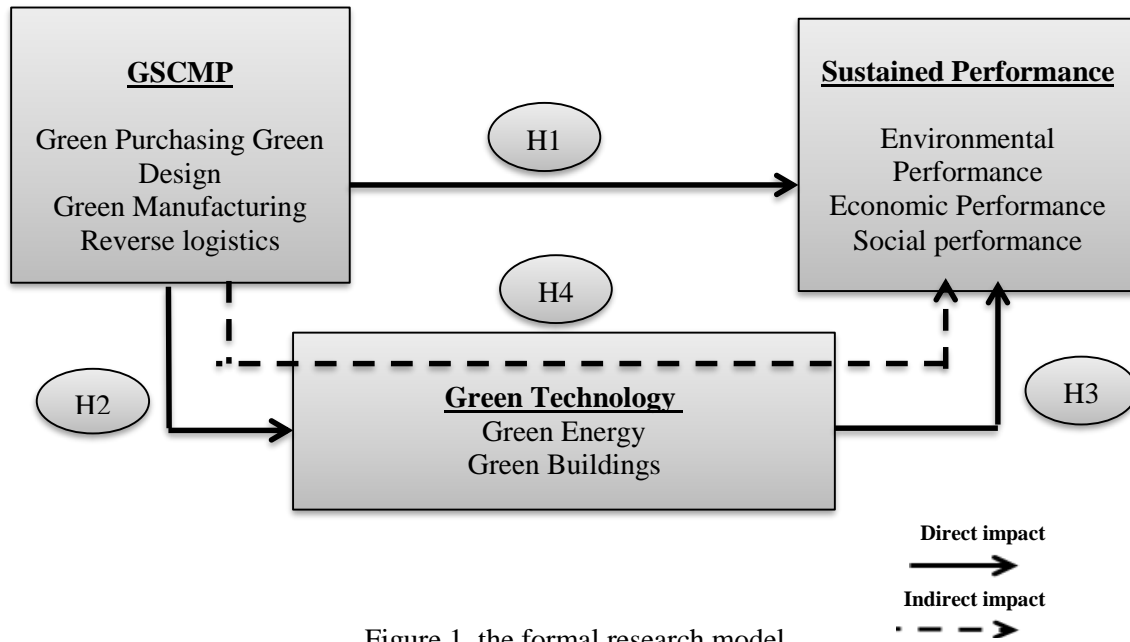 GSCMP
Green Purchasing Green
Design
Green Manufacturing
Reverse logistics
H1
Sustained Performance
Environmental
Performance
Economic Performance
Social performance
H4
H2
Green Technology
Green Energy
Green Buildings
H3
Direct impact
Indirect impact
Figure 1. the formal research model